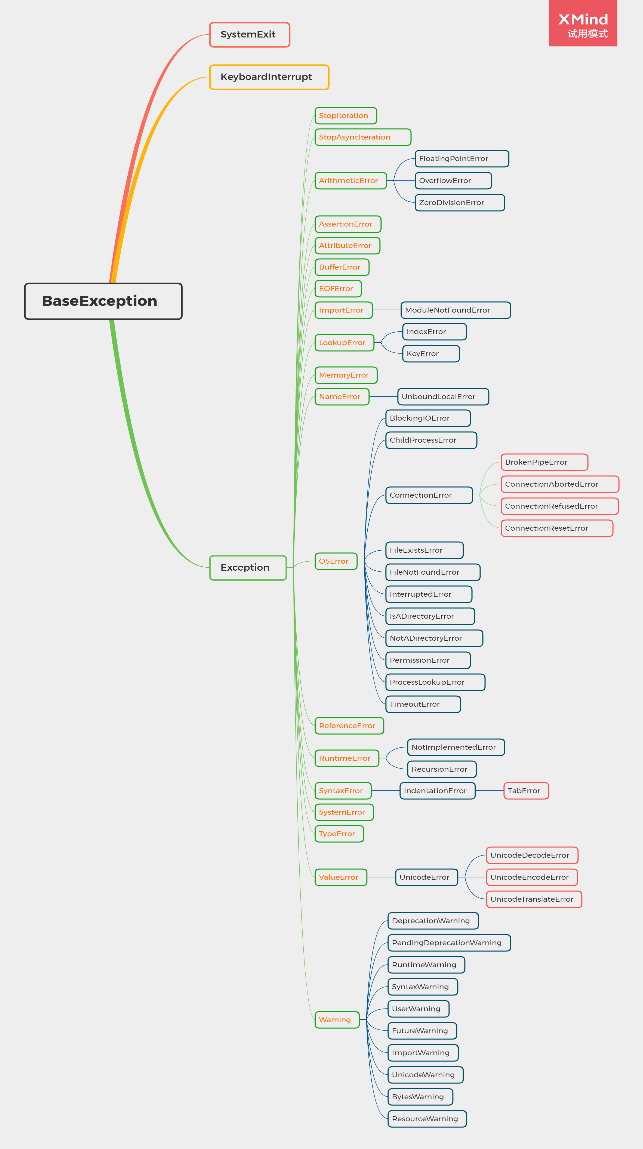 XMind
试用模式
SystemExit
KeyboardInterrupt
StopIteration
StopAsyncIteration
FloatingPointError
ArithmeticError
OverflowError
ZeroDivisionError
AssertionError
AttributeError
BufferError
EOFError
BaseException
ImportError
ModuleNotFoundError
IndexError
LookupError
KeyError
MemoryError
NameError
UnboundLocalError
BlockingIOError
ChildProcessError
BrokenPipeError
ConnectionAbortedError
ConnectionError
ConnectionRefusedError
ConnectionResetError
FileExistsError
Exception
OSError
FileNotFoundError
InterruptedError
IsADirectoryError
NotADirectoryError
PermissionError
ProcessLookupError
TimeoutError
ReferenceError
NotImplementedError
RuntimeError
RecursionError
SyntaxError
IndentationError
TabError
SystemError
TypeError
UnicodeDecodeError
ValueError
UnicodeError
UnicodeEncodeError
UnicodeTranslateError
DeprecationWarning
PendingDeprecationWarning
RuntimeWarning
SyntaxWarning
UserWarning
Warning
FutureWarning
ImportWarning
UnicodeWarning
BytesWarning
ResourceWarning